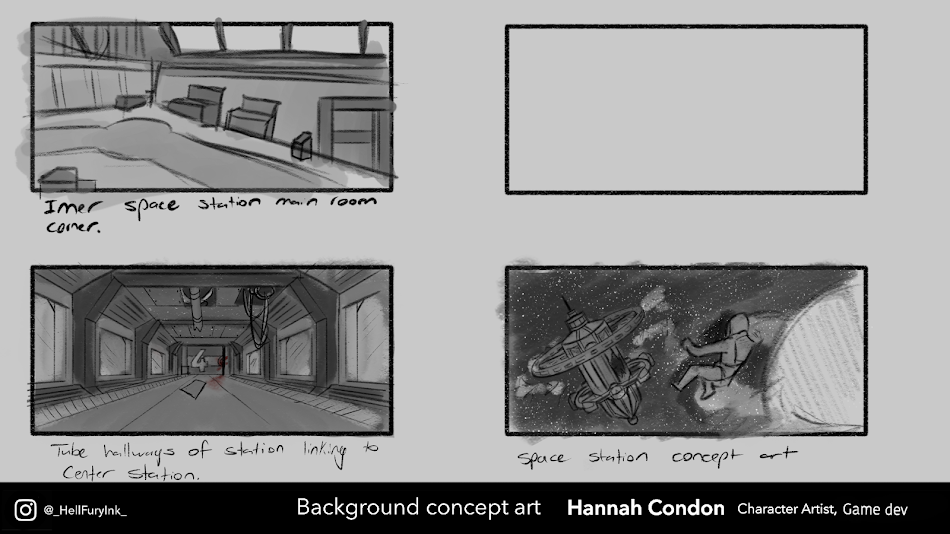 Inner space station main room
corner.
4
Tube hallways of station linking to
Center station.
Space station concept art
@_HellFuryInk_
Background concept art Hannah Condon Character Artist, Game dev